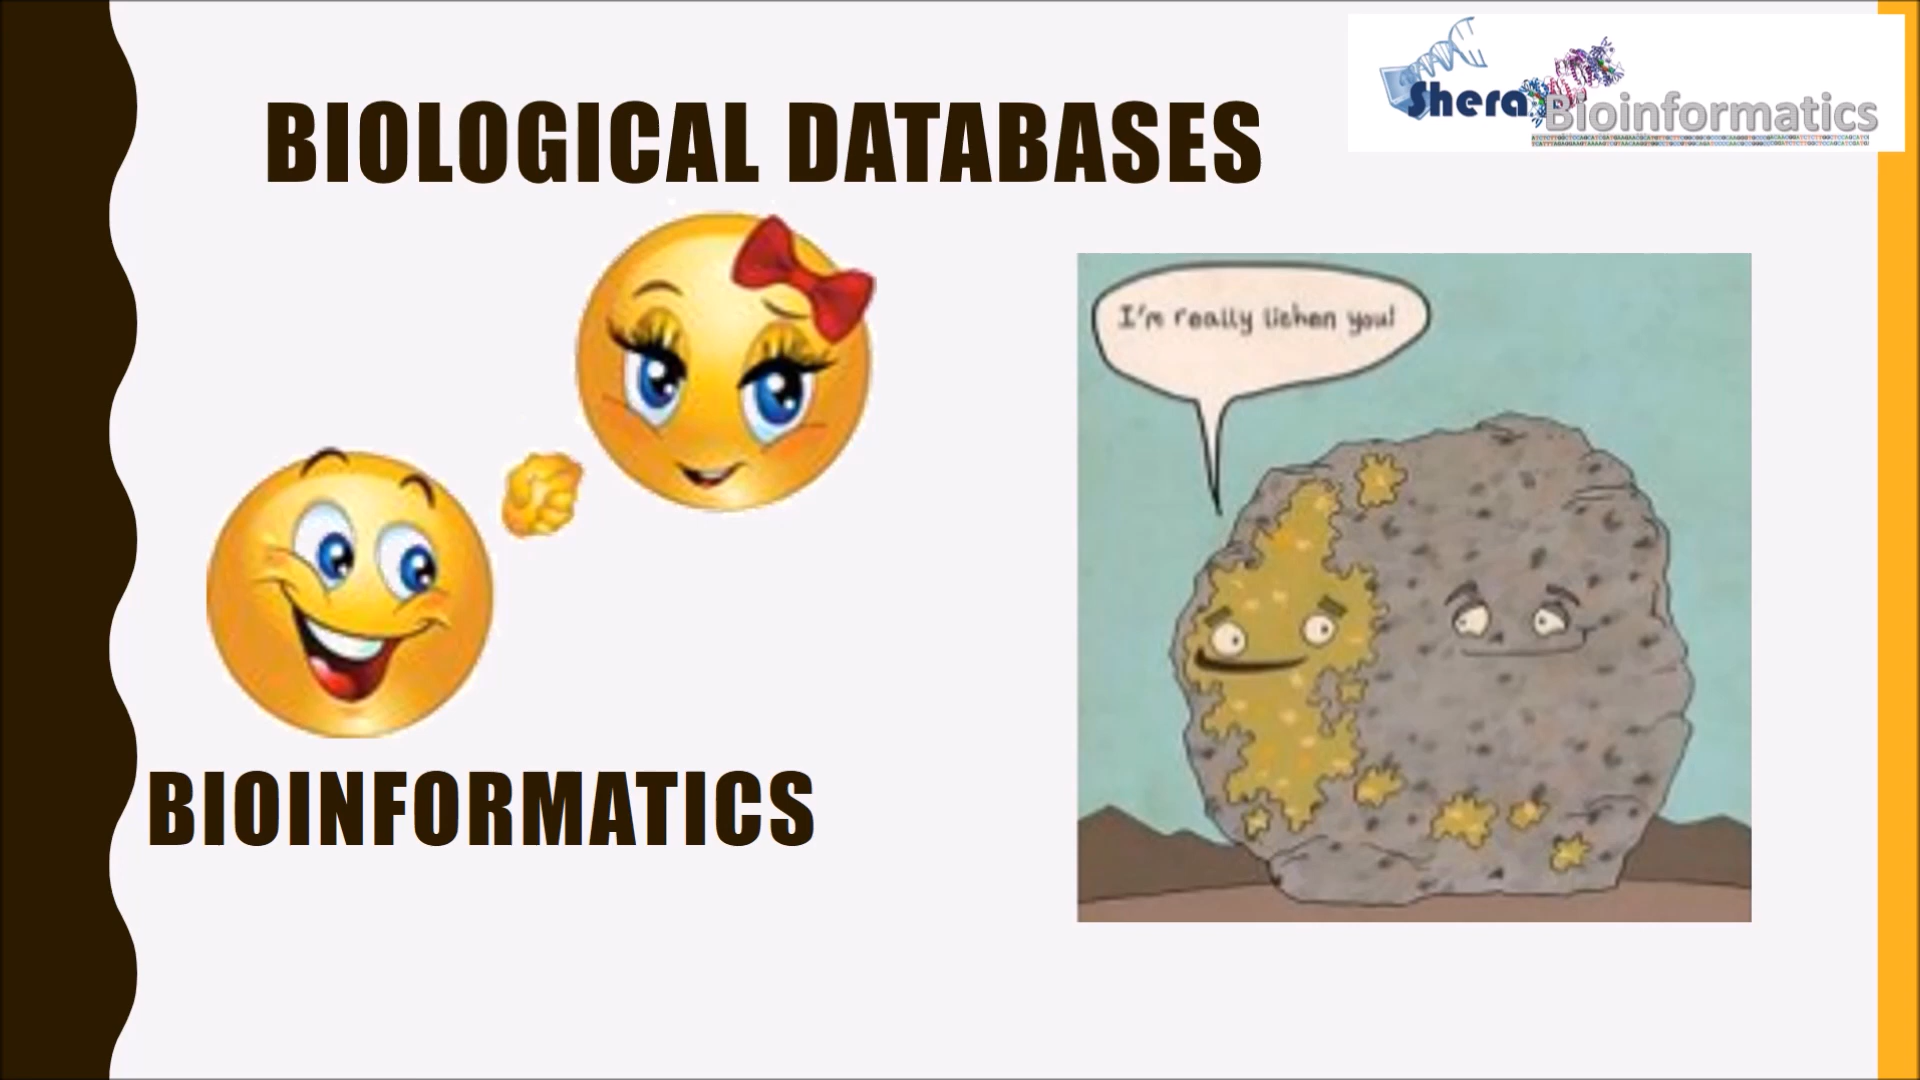 Shera Bioinformatics
BIOLOGICAL DATABASES
I'm really lichen you!
BIOINFORMATICS